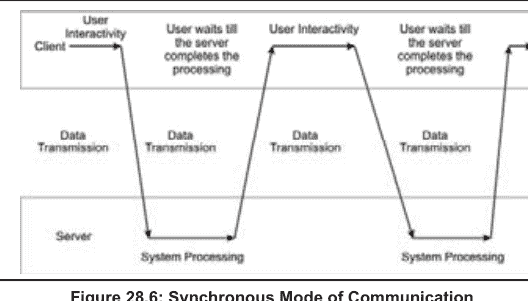 User
Interactivity
Client
User waits till
the server
completes the
processing
User Interactivity
User waits till
the server
completes the
processing
Data
Transmission
Data
Transmission
Data
Transmission
Data
Transmission
Server
System Processing
System Processing
Figure 28.6: Synchronous Mode of Communication